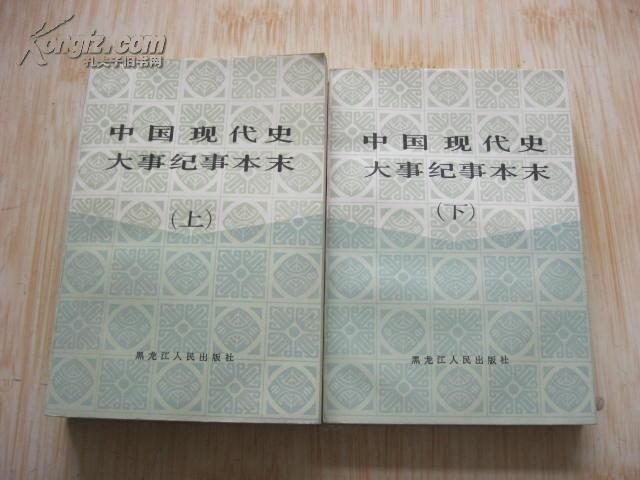 Kongfz.com
孔夫子旧书网
中国现代史
大事纪事本末
(上)
黑龙江人民出版社
中国现代史
大事纪事本末
(下)
黑龙江人民出版社